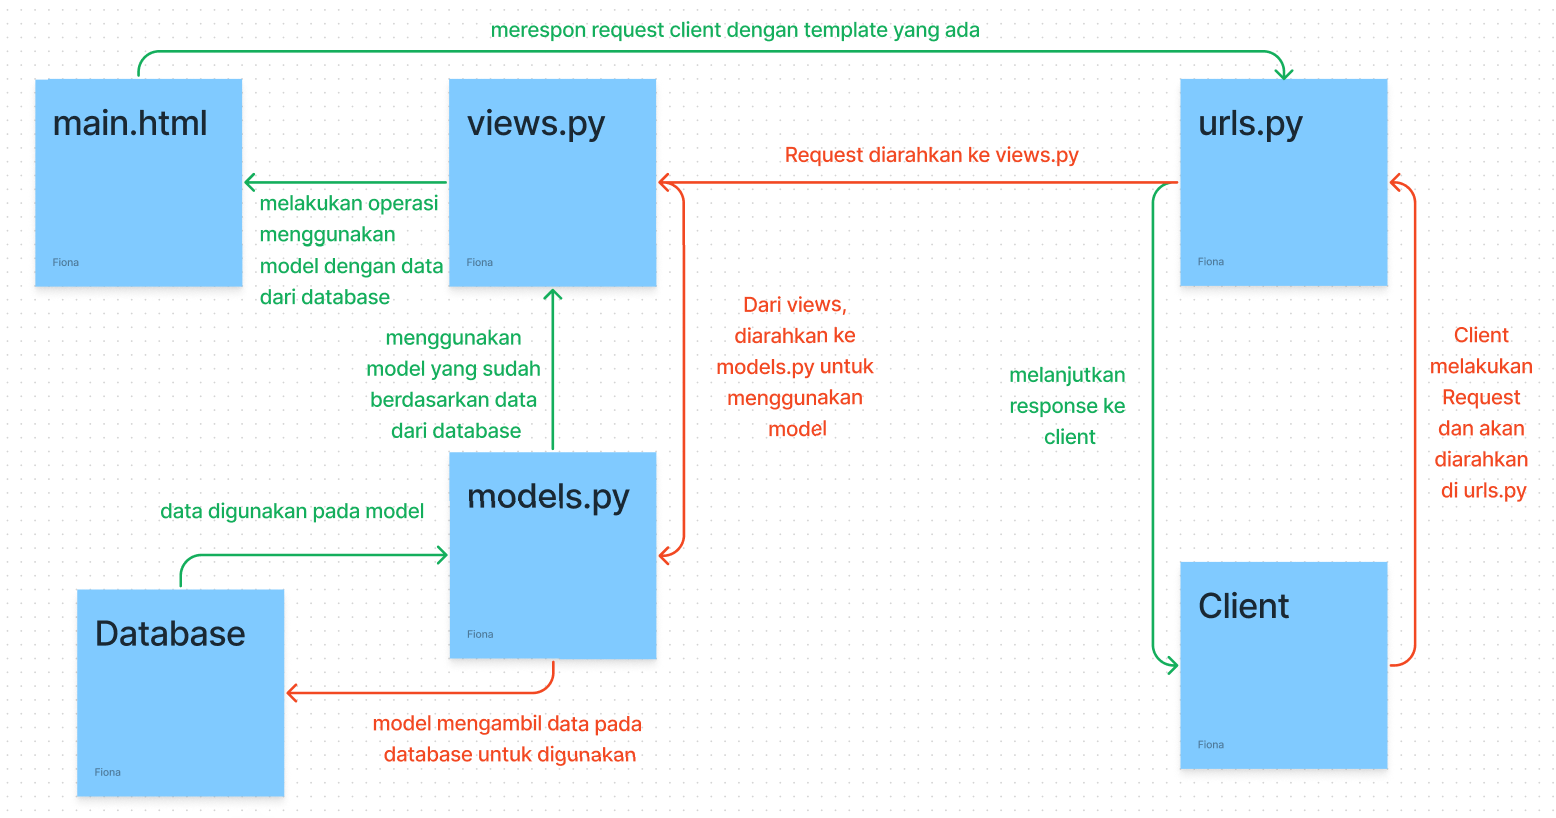 merespon request client dengan template yang ada
main.html
Fiona
views.py
Fiona
urls.py
Fiona
Request diarahkan ke views.py
melakukan operasi
menggunakan
model dengan data
dari database
menggunakan
model yang sudah
berdasarkan data
dari database
Dari views,
diarahkan ke
models.py untuk
menggunakan
model
melanjutkan
response ke
client
Client
melakukan
Request
dan akan
diarahkan
di urls.py
models.py
Fiona
data digunakan pada model
Database
Fiona
model mengambil data pada
database untuk digunakan
Client
Fiona